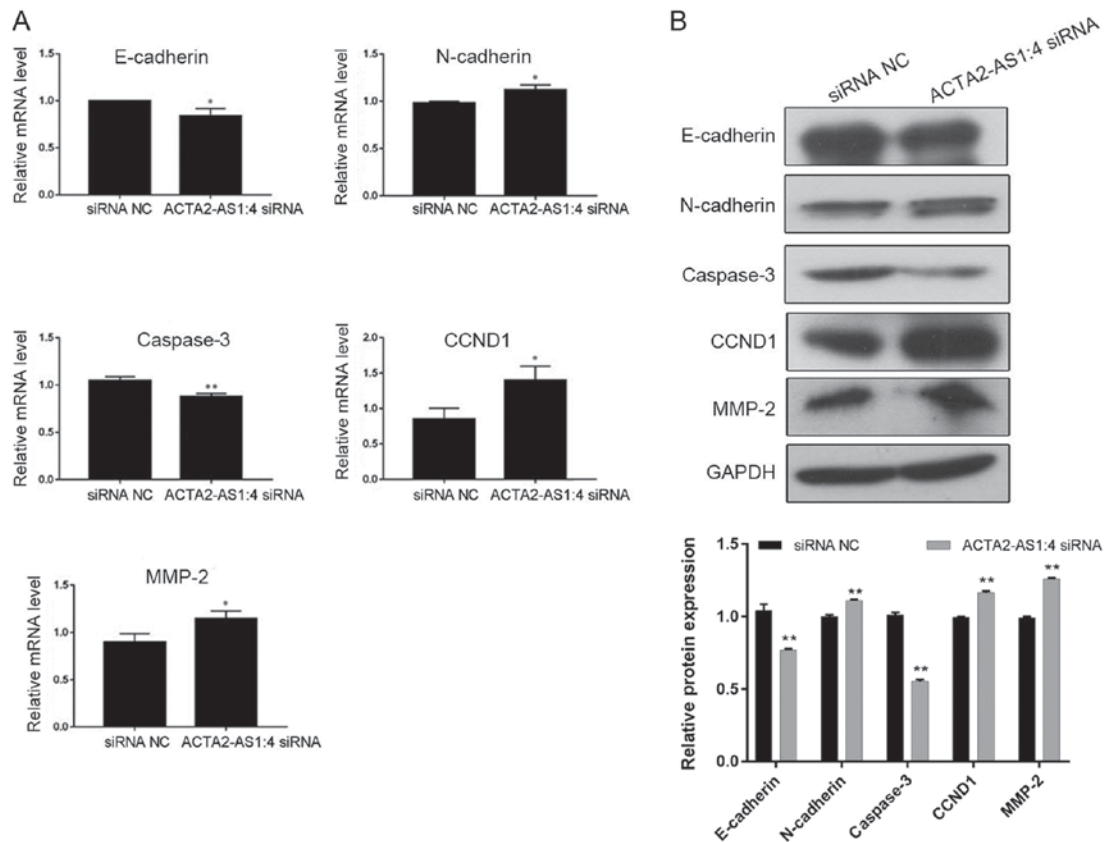 A
E-cadherin
Relative mRNA level
1.5
1.0
0.5
0.0
siRNA NC ACTA2-AS1:4 siRNA
N-cadherin
Relative mRNA level
1.5
*
1.0
0.5
0.0
siRNA NC ACTA2-AS1:4 siRNA
*
Caspase-3
Relative mRNA level
1.5
1.0
**
0.5
0.0
siRNA NC ACTA2-AS1:4 siRNA
CCND1
Relative mRNA level
2.0
1.5
*
1.0
0.5
0.0
siRNA NC ACTA2-AS1:4 siRNA
MMP-2
Relative mRNA level
1.5
*
1.0
0.5
0.0
siRNA NC ACTA2-AS1:4 siRNA
B
siRNA NC ACTA2-AS1:4 siRNA
E-cadherin
N-cadherin
Caspase-3
CCND1
MMP-2
GAPDH
siRNA NC ACTA2-AS1:4 siRNA
Relative protein expression
1.5
1.0
0.5
0.0
** ** ** ** **
E-cadherin N-cadherin Caspase-3 CCND1 MMP-2